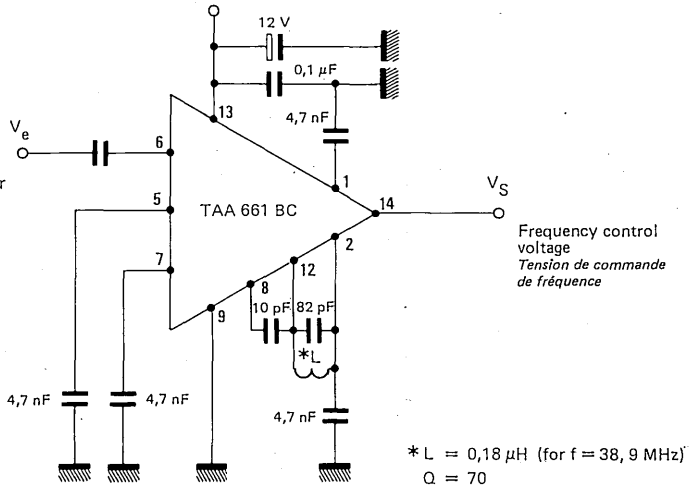 12 V
0,1 µF
13
4,7 nF
V_e
6
1
V_S
r
5
TAA 661 BC
14
Frequency control
voltage
Tension de commande
de fréquence
7
2
12
8
9
10 pF
82 pF
*L
4,7 nF
4,7 nF
4,7 nF
*L = 0,18 µH (for f = 38, 9 MHz)
Q = 70